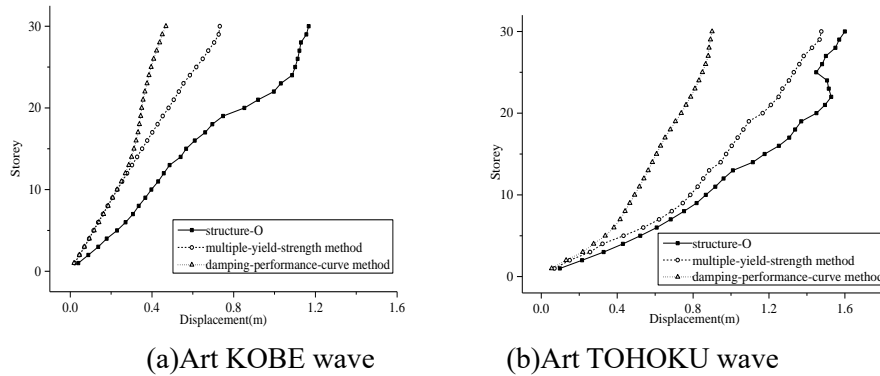 30
20
10
0
Storey
structure-O
multiple-yield-strength method
damping-performance-curve method
0.0 0.4 0.8 1.2 1.6
Displacement(m)
(a)Art KOBE wave
30
20
10
0
Storey
structure-O
multiple-yield-strength method
damping-performance-curve method
0.0 0.4 0.8 1.2 1.6
Displacement(m)
(b)Art TOHOKU wave